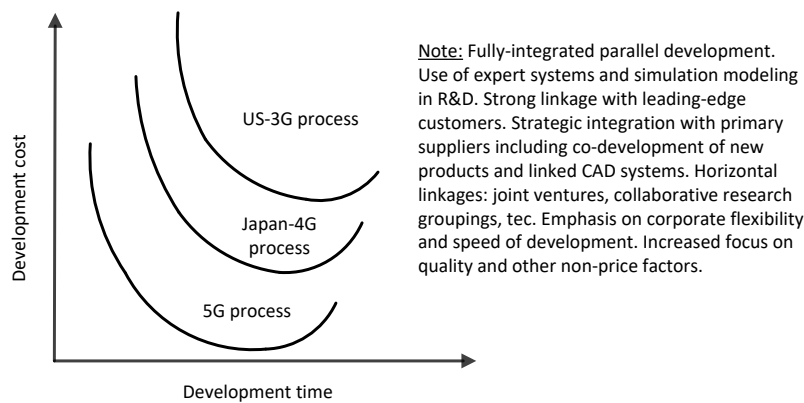 Development cost
US-3G process
Japan-4G
process
5G process
Development time
Note: Fully-integrated parallel development.
Use of expert systems and simulation modeling
in R&D. Strong linkage with leading-edge
customers. Strategic integration with primary
suppliers including co-development of new
products and linked CAD systems. Horizontal
linkages: joint ventures, collaborative research
groupings, tec. Emphasis on corporate flexibility
and speed of development. Increased focus on
quality and other non-price factors.